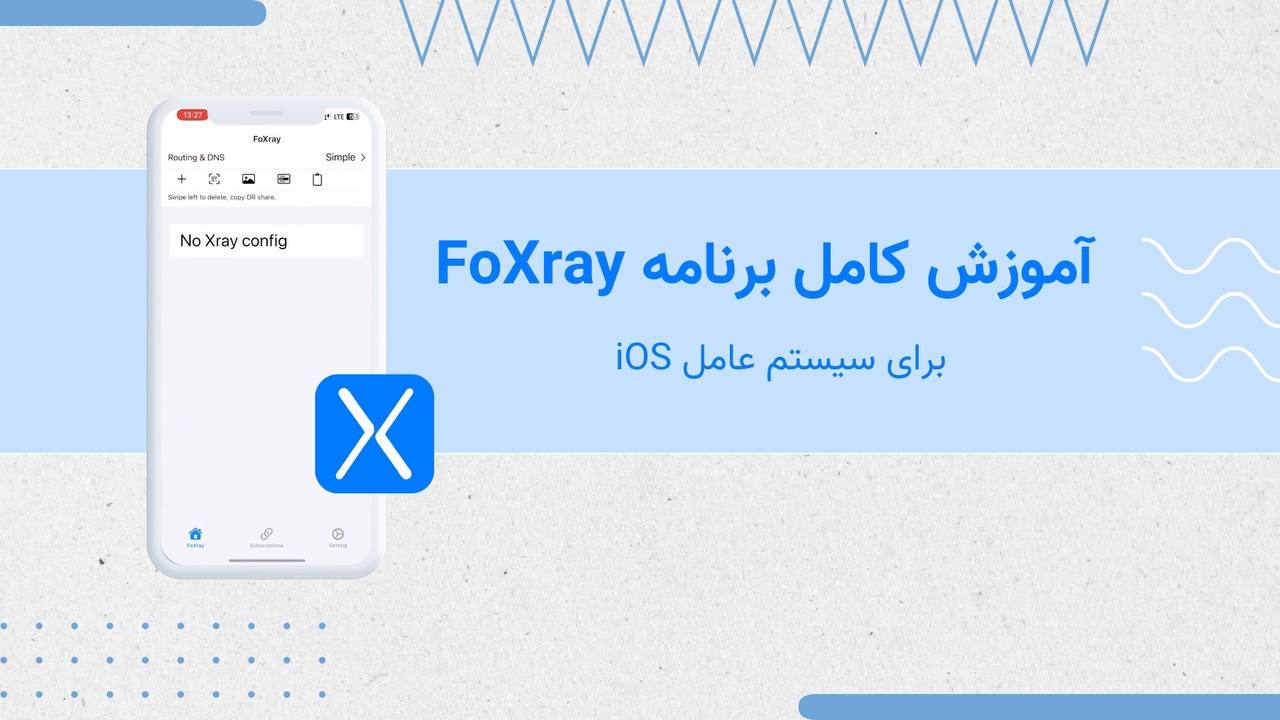 13:27
LTE
FoXray
Routing & DNS
Simple
Swipe left to delete, copy OR share.
No Xray config
FoXray
Subscriptions
Setting
آموزش کامل برنامه FoXray
برای سیستم عامل iOS